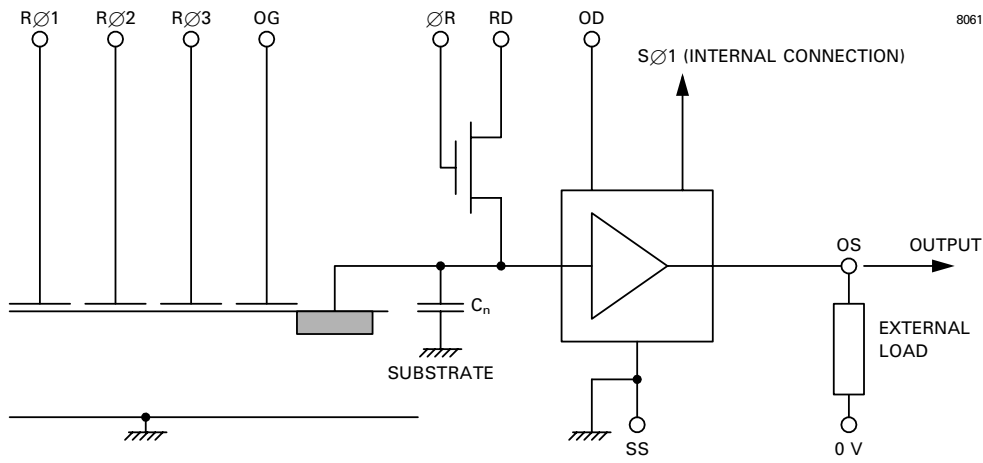 RØ1 RØ2 RØ3 OG ØR RD OD 8061
SØ1 (INTERNAL CONNECTION)
OS OUTPUT
Cn
EXTERNAL
LOAD
SUBSTRATE
SS 0 V